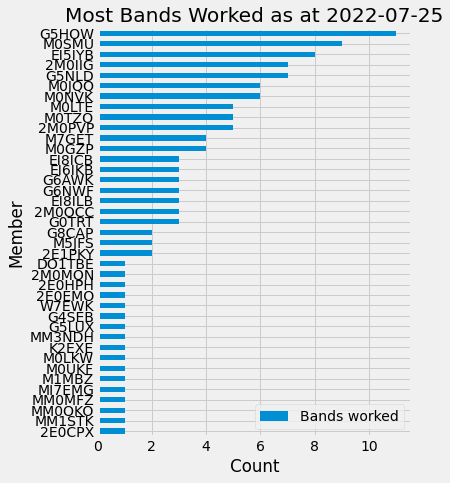 Most Bands Worked as at 2022-07-25
Member
G5HOW
M0SMU
EI5IYB
2M0IIG
G5NLD
M0IOO
M0NVK
M0LTE
M0TZO
2M0PVP
M7GET
M0GZP
EI8ICB
EI6JKB
G6AWK
G6NWF
EI8ILB
2M0OCC
G0TRT
G8CAP
M5JFS
2E1PKY
DO1TBE
2M0MQN
2E0HPH
2E0EMO
W7EWK
G4SEB
G5LUX
MM3NDH
K2EXE
M0LKW
M0UKF
M1MBZ
MI7EMG
MM0MFZ
MM0OKO
MM1STK
2E0CPX
Bands worked
0 2 4 6 8 10
Count